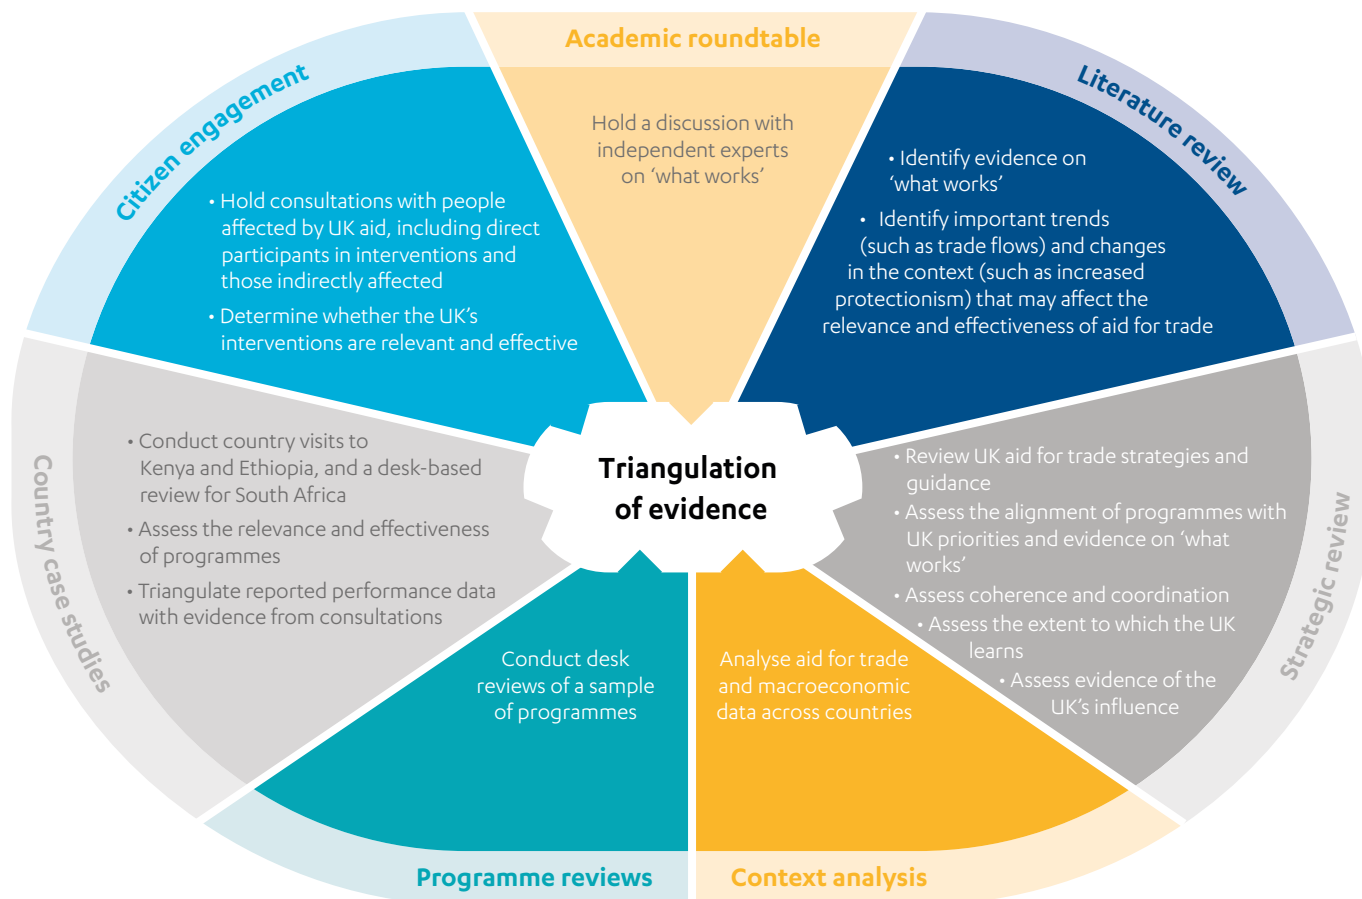 Academic roundtable
Hold a discussion with
independent experts
on ‘what works’
Literature review
• Identify evidence on
‘what works’
• Identify important trends
(such as trade flows) and changes
in the context (such as increased
protectionism) that may affect the
relevance and effectiveness of aid for trade
Strategic review
• Review UK aid for trade strategies and
guidance
• Assess the alignment of programmes with
UK priorities and evidence on ‘what
works’
• Assess coherence and coordination
• Assess the extent to which the UK
learns
• Assess evidence of the
UK’s influence
Context analysis
Analyse aid for trade
and macroeconomic
data across countries
Programme reviews
Conduct desk
reviews of a sample
of programmes
Country case studies
• Conduct country visits to
Kenya and Ethiopia, and a desk-based
review for South Africa
• Assess the relevance and effectiveness
of programmes
• Triangulate reported performance data
with evidence from consultations
Citizen engagement
• Hold consultations with people
affected by UK aid, including direct
participants in interventions and
those indirectly affected
• Determine whether the UK’s
interventions are relevant and effective
Triangulation
of evidence